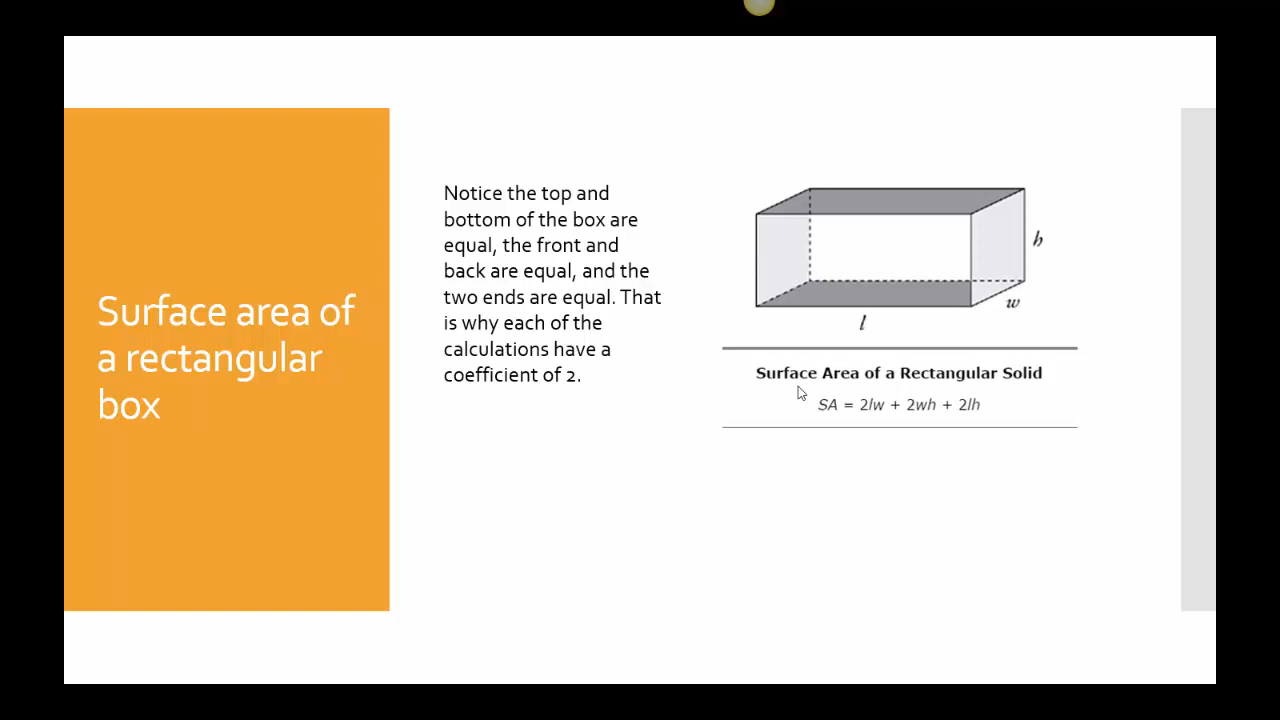 Surface area of
a rectangular
box
Notice the top and
bottom of the box are
equal, the front and
back are equal, and the
two ends are equal. That
is why each of the
calculations have a
coefficient of 2.
h
w
l
Surface Area of a Rectangular Solid
SA = 2lw + 2wh + 2lh